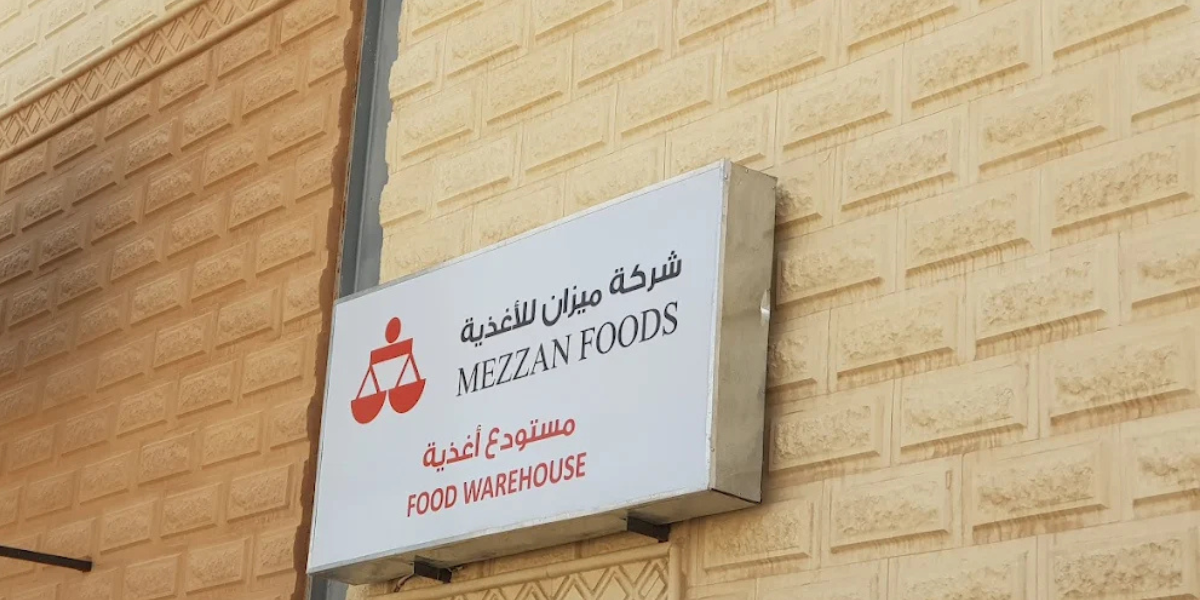 شركة ميزان للأغذية
MEZZAN FOODS
مستودع أغذية
FOOD WAREHOUSE